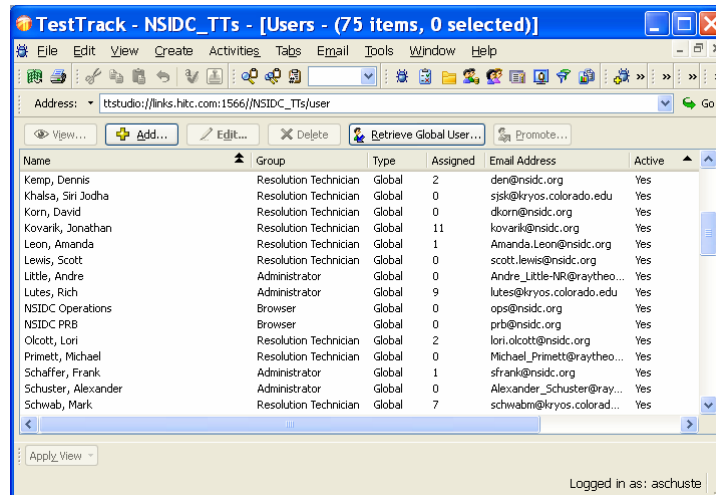 TestTrack - NSIDC_TTs - [Users - (75 items, 0 selected)]
File Edit View Create Activities Tabs Email Tools Window Help
Address: ttstudio://links.hitc.com:1566//NSIDC_TTs/user Go
View... Add... Edit... Delete Retrieve Global User... Promote...
Name Group Type Assigned Email Address Active
Kemp, Dennis Resolution Technician Global 2 den@nsidc.org Yes
Khalsa, Siri Jodha Resolution Technician Global 0 sjsk@kryos.colorado.edu Yes
Korn, David Resolution Technician Global 0 dkorn@nsidc.org Yes
Kovarik, Jonathan Resolution Technician Global 11 kovarik@nsidc.org Yes
Leon, Amanda Resolution Technician Global 1 Amanda.Leon@nsidc.org Yes
Lewis, Scott Resolution Technician Global 0 scott.lewis@nsidc.org Yes
Little, Andre Administrator Global 0 Andre_Little-NR@raytheo... Yes
Lutes, Rich Administrator Global 9 lutes@kryos.colorado.edu Yes
NSIDC Operations Browser Global 0 ops@nsidc.org Yes
NSIDC PRB Browser Global 0 prb@nsidc.org Yes
Olcott, Lori Resolution Technician Global 2 lori.olcott@nsidc.org Yes
Primett, Michael Resolution Technician Global 0 Michael_Primett@raytheo... Yes
Schaffer, Frank Administrator Global 1 sfrank@nsidc.org Yes
Schuster, Alexander Administrator Global 0 Alexander_Schuster@ray... Yes
Schwab, Mark Resolution Technician Global 7 schwabm@kryos.colorad... Yes
Apply View
Logged in as: aschuste